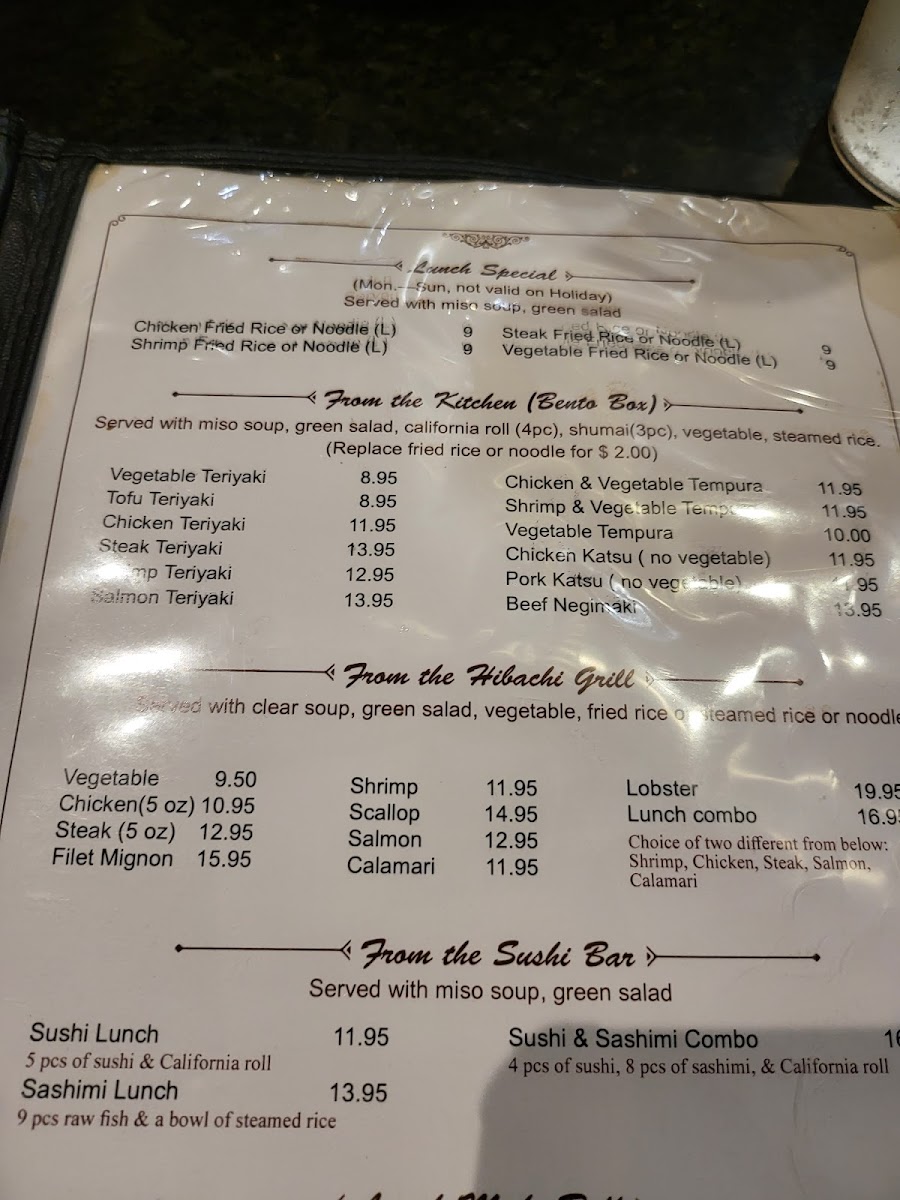 Lunch Special
(Mon.—Sun, not valid on Holiday)
Served with miso soup, green salad
Chicken Fried Rice or Noodle (L) 9 Steak Fried Rice or Noodle (L) 9
Shrimp Fried Rice or Noodle (L) 9 Vegetable Fried Rice or Noodle (L) 9
From the Kitchen (Bento Box)
Served with miso soup, green salad, california roll (4pc), shumai(3pc), vegetable, steamed rice.
(Replace fried rice or noodle for $ 2.00)
Vegetable Teriyaki 8.95 Chicken & Vegetable Tempura 11.95
Tofu Teriyaki 8.95 Shrimp & Vegetable 11.95
Chicken Teriyaki 11.95 Vegetable Tempura 10.00
Steak Teriyaki 13.95 Chicken Katsu ( no vegetable) 11.95
Teriyaki 12.95 Pork Katsu ( no vegetable)
Salmon Teriyaki 13.95 Beef Negimaki 13.95
From the Hibachi Grill
Served with clear soup, green salad, vegetable, fried rice or steamed rice or noodle
Vegetable 9.50 Shrimp 11.95 Lobster 19.95
Chicken(5 oz) 10.95 Scallop 14.95 Lunch combo 16.9
Steak (5 oz) 12.95 Salmon 12.95 Choice of two different from below:
Filet Mignon 15.95 Calamari 11.95 Shrimp, Chicken, Steak, Salmon,
Calamari
From the Sushi Bar
Served with miso soup, green salad
Sushi Lunch 11.95 Sushi & Sashimi Combo
5 pcs of sushi & California roll 4 pcs of sushi, 8 pcs of sashimi, & California roll
Sashimi Lunch 13.95
9 pcs raw fish & a bowl of steamed rice